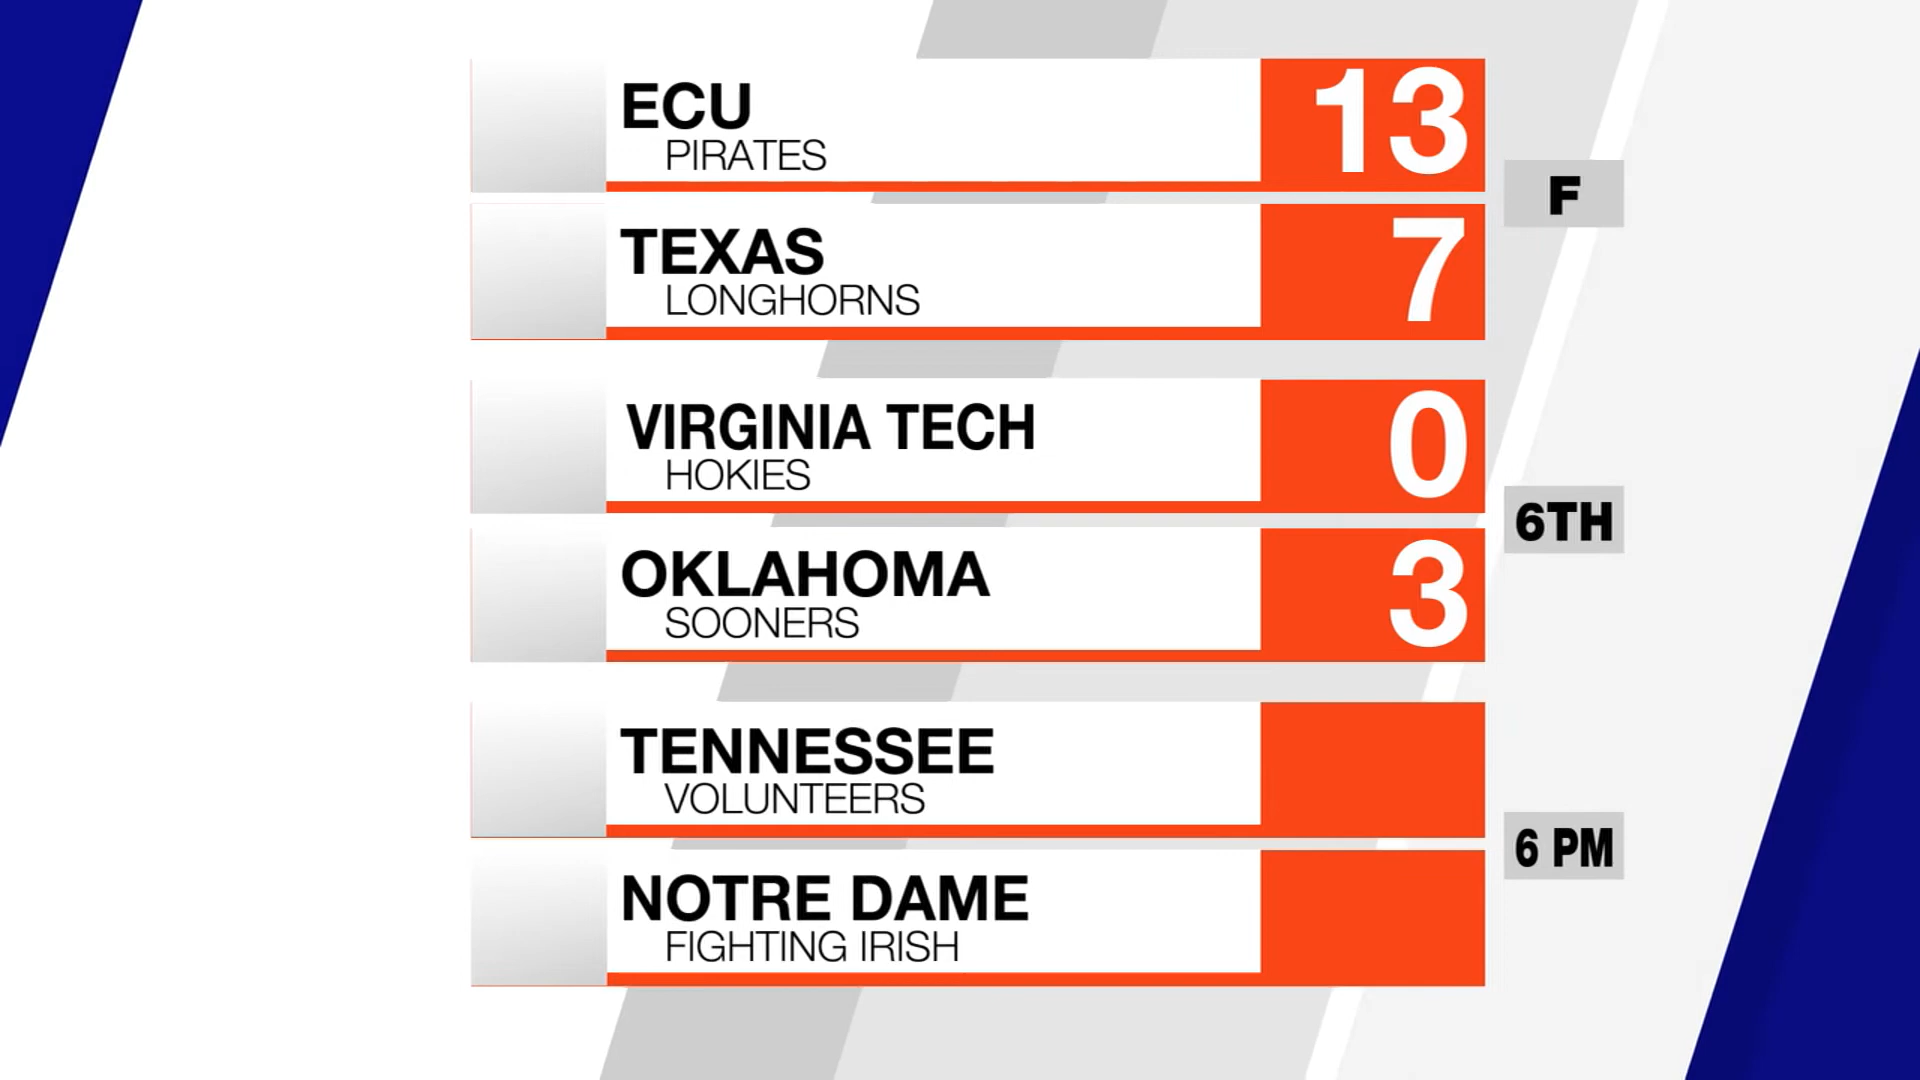 ECU
PIRATES
13
F
TEXAS
LONGHORNS
7
VIRGINIA TECH
HOKIES
0
6TH
OKLAHOMA
SOONERS
3
TENNESSEE
VOLUNTEERS
6 PM
NOTRE DAME
FIGHTING IRISH